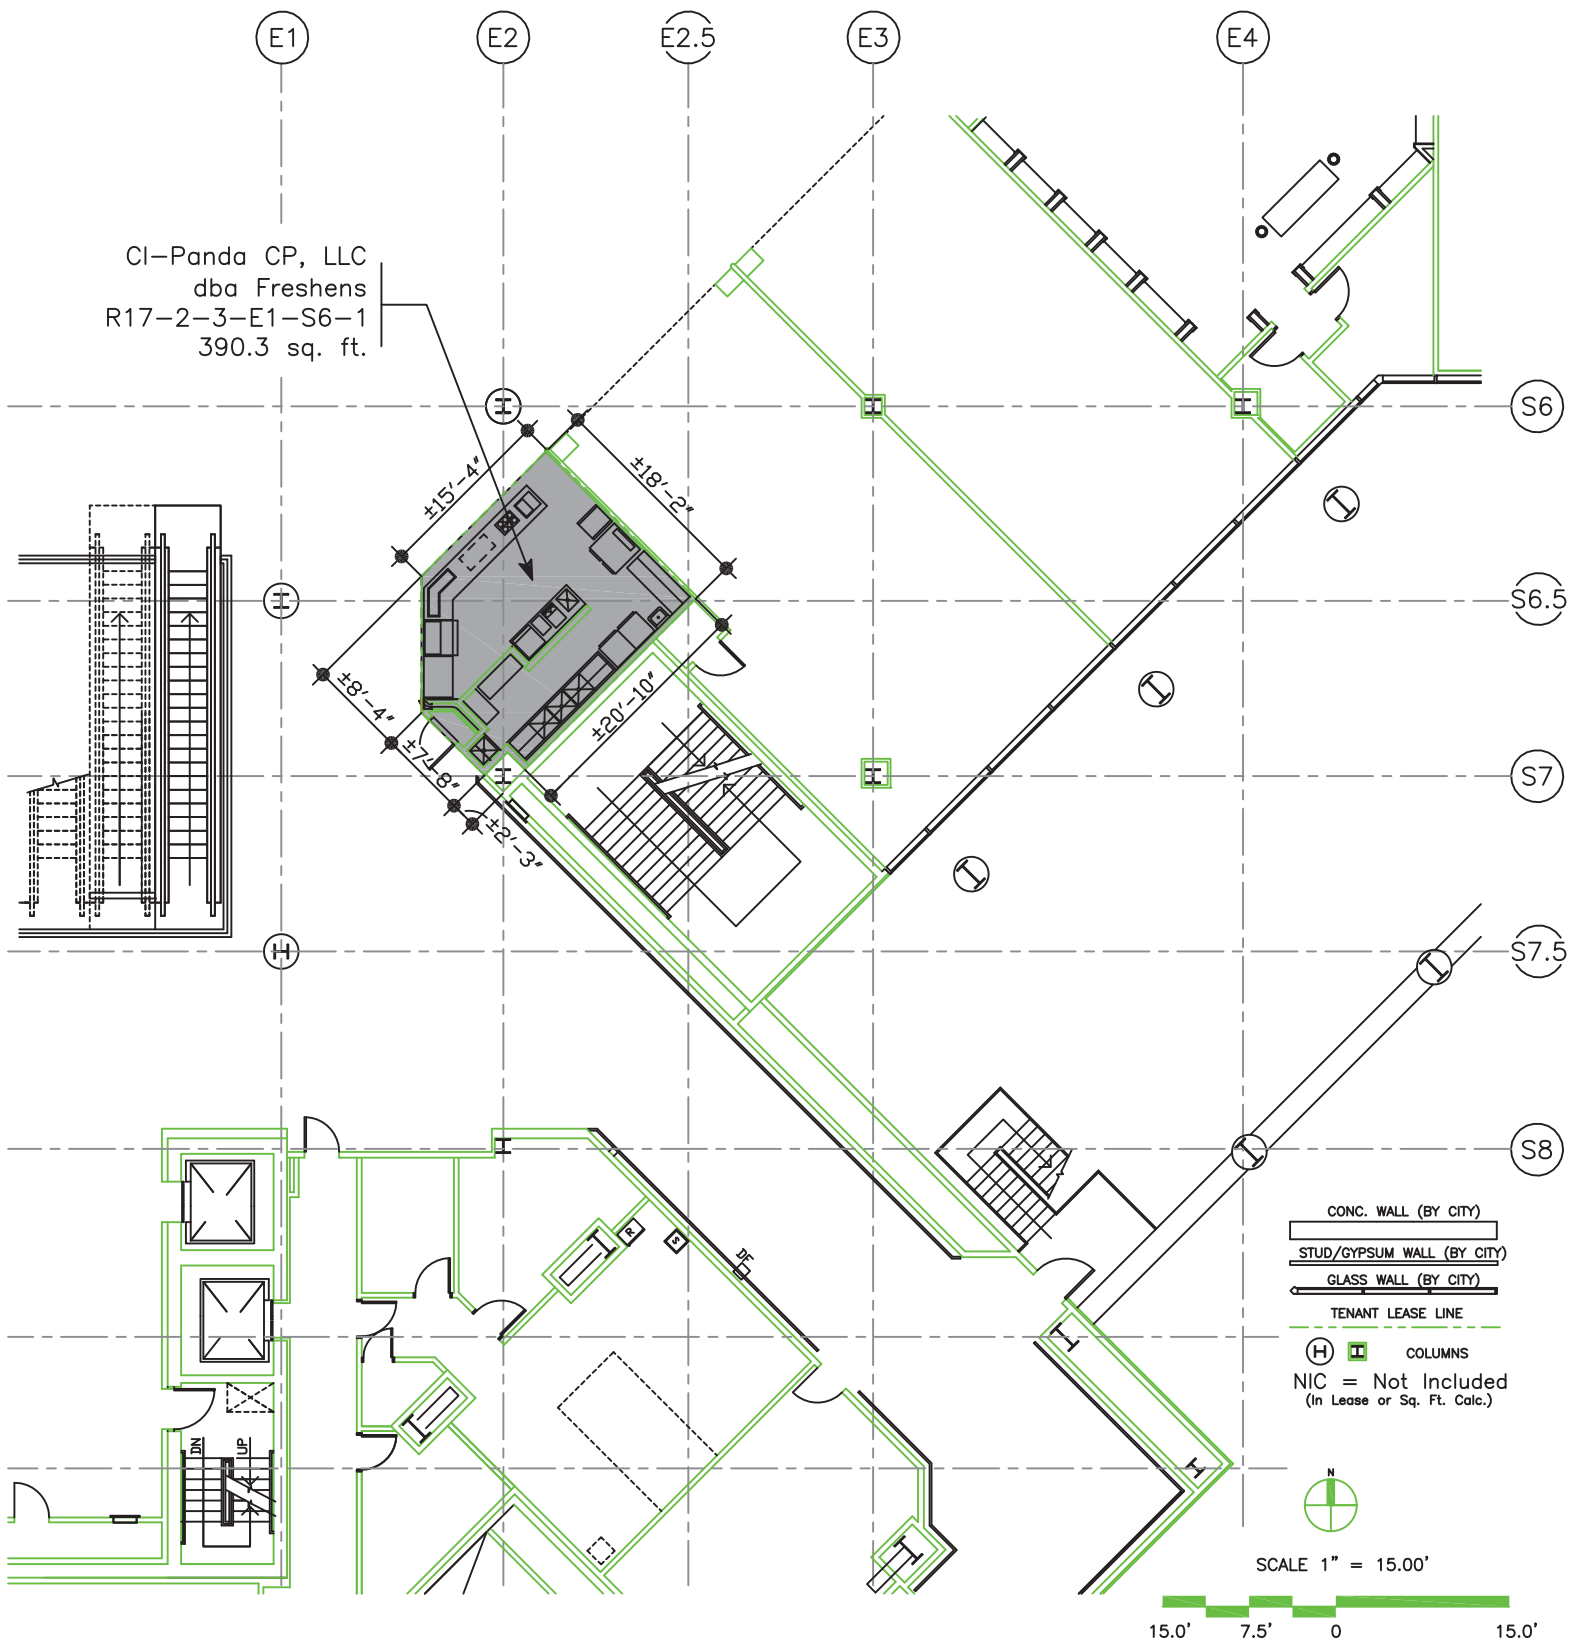 E1
E2
E2.5
E3
E4
CI-Panda CP, LLC
dba Freshens
R17-2-3-E1-S6-1
390.3 sq. ft.
S6
±15'-4"
±18'-2"
S6.5
±8'-4"
±7'-8"
±20'-10"
±2'-3"
S7
S7.5
S8
R
S
DF
CONC. WALL (BY CITY)
STUD/GYPSUM WALL (BY CITY)
GLASS WALL (BY CITY)
TENANT LEASE LINE
COLUMNS
NIC = Not Included
(In Lease or Sq. Ft. Calc.)
DN
UP
N
SCALE 1" = 15.00'
15.0' 7.5' 0 15.0'